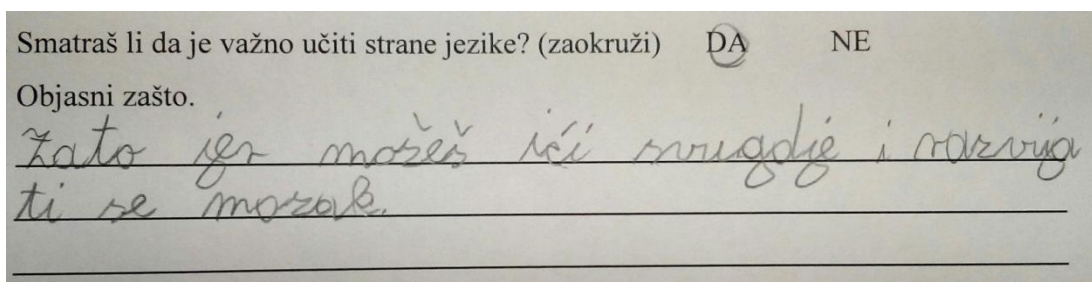 Smatraš li da je važno učiti strane jezike? (zaokruži) DA NE
Objasni zašto.
Zato jer možeš ići svugdje i razvija
ti se mozak.